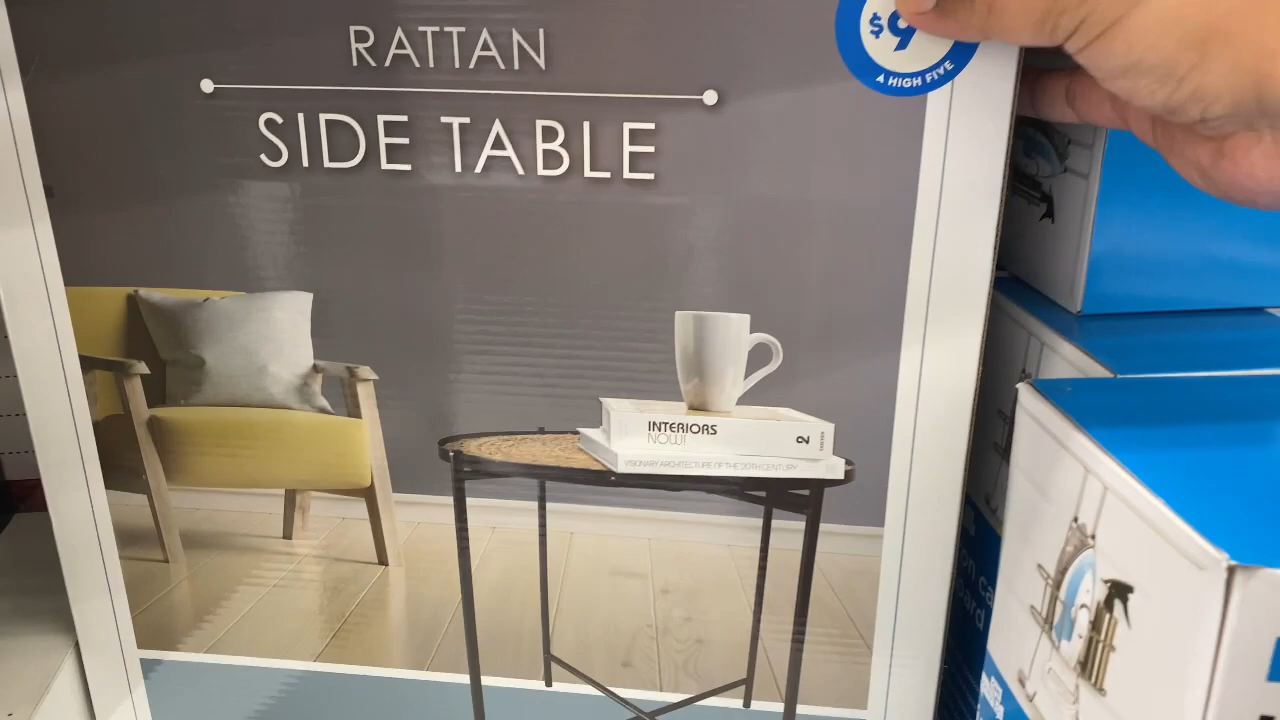 RATTAN
SIDE TABLE
$9
A HIGH FIVE
INTERIORS
NOW!
2
VISIONARY ARCHITECTURE OF THE 20TH CENTURY